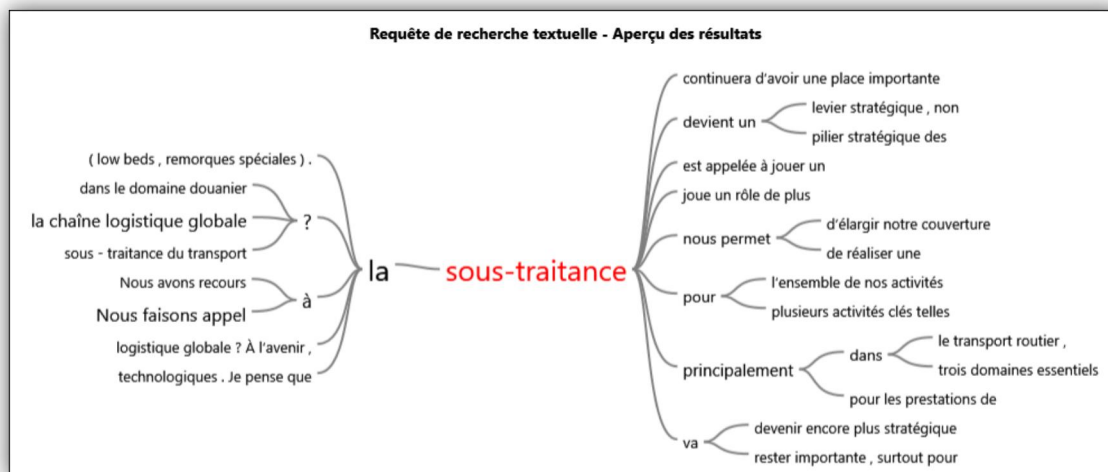 Requête de recherche textuelle - Aperçu des résultats
( low beds , remorques spéciales ) .
dans le domaine douanier
la chaîne logistique globale
sous - traitance du transport
?
Nous avons recours
Nous faisons appel
à
logistique globale ? À l'avenir ,
technologiques . Je pense que
la
sous-traitance
continuera d'avoir une place importante
devient un
levier stratégique , non
pilier stratégique des
est appelée à jouer un
joue un rôle de plus
nous permet
d'élargir notre couverture
de réaliser une
pour
l'ensemble de nos activités
plusieurs activités clés telles
principalement
dans
le transport routier ,
trois domaines essentiels
pour les prestations de
va
devenir encore plus stratégique
rester importante , surtout pour